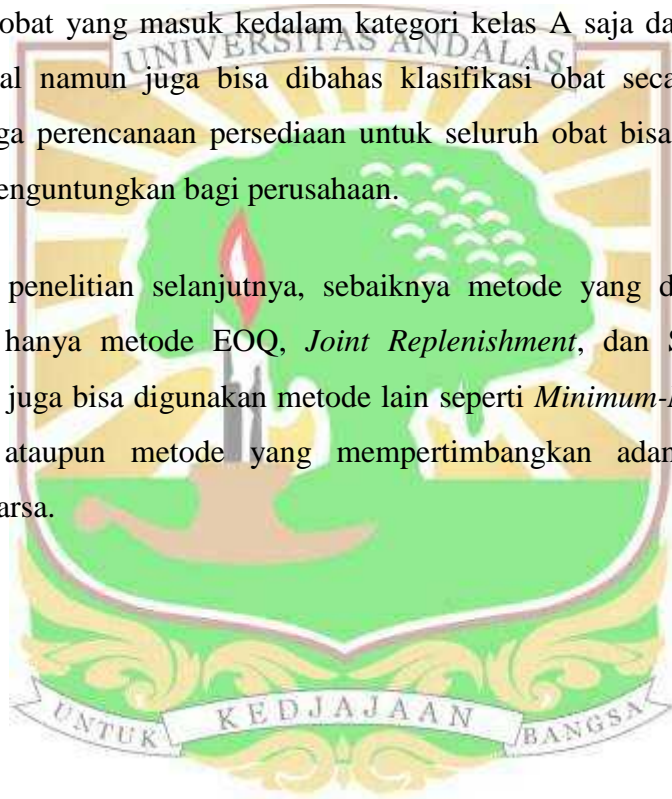 obat yang masuk kedalam kategori kelas A saja da
UNIVERSITAS ANDALAS
al namun juga bisa dibahas klasifikasi obat seca
ga perencanaan persediaan untuk seluruh obat bisa
enguntungkan bagi perusahaan.
penelitian selanjutnya, sebaiknya metode yang d
hanya metode EOQ, Joint Replenishment, dan S
juga bisa digunakan metode lain seperti Minimum-
ataupun metode yang mempertimbangkan adan
arsa.
UNTUK KEDJAJAAN BANGSA